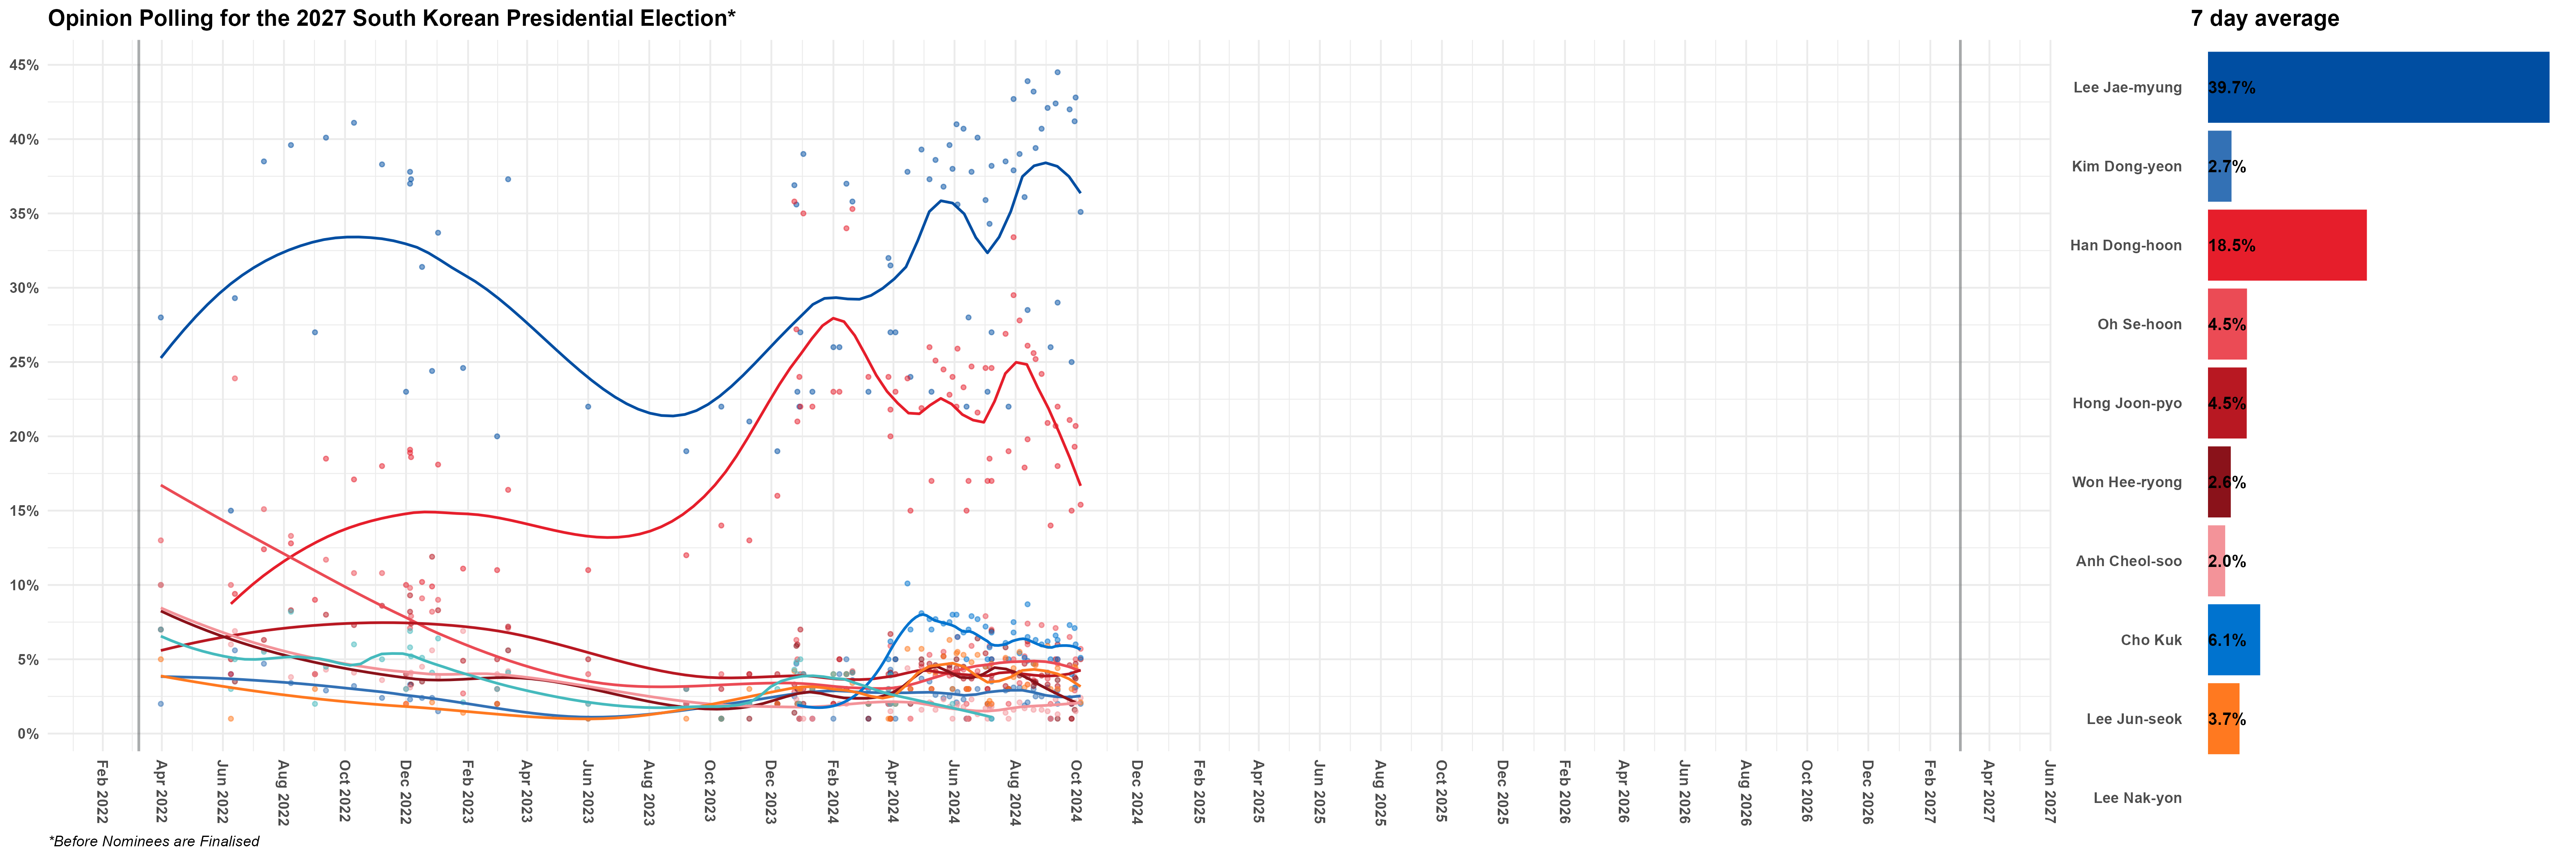 Opinion Polling for the 2027 South Korean Presidential Election*
7 day average
45%
40%
35%
30%
25%
20%
15%
10%
5%
0%
Feb 2022
Apr 2022
Jun 2022
Aug 2022
Oct 2022
Dec 2022
Feb 2023
Apr 2023
Jun 2023
Aug 2023
Oct 2023
Dec 2023
Feb 2024
Apr 2024
Jun 2024
Aug 2024
Oct 2024
Dec 2024
Feb 2025
Apr 2025
Jun 2025
Aug 2025
Oct 2025
Dec 2025
Feb 2026
Apr 2026
Jun 2026
Aug 2026
Oct 2026
Dec 2026
Feb 2027
Apr 2027
Jun 2027
*Before Nominees are Finalised
Lee Jae-myung 39.7%
Kim Dong-yeon 2.7%
Han Dong-hoon 18.5%
Oh Se-hoon 4.5%
Hong Joon-pyo 4.5%
Won Hee-ryong 2.6%
Anh Cheol-soo 2.0%
Cho Kuk 6.1%
Lee Jun-seok 3.7%
Lee Nak-yon